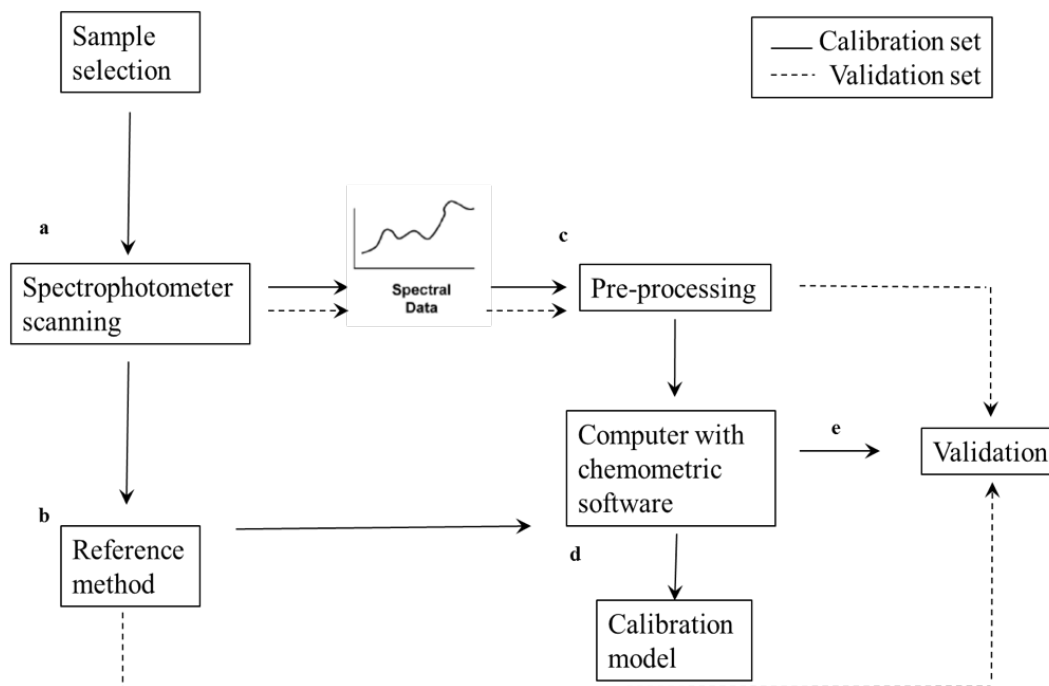 Sample
selection
Calibration set
Validation set
a
Spectrophotometer
scanning
Spectral
Data
c
Pre-processing
Computer with
chemometric
software
e
Validation
b
Reference
method
d
Calibration
model